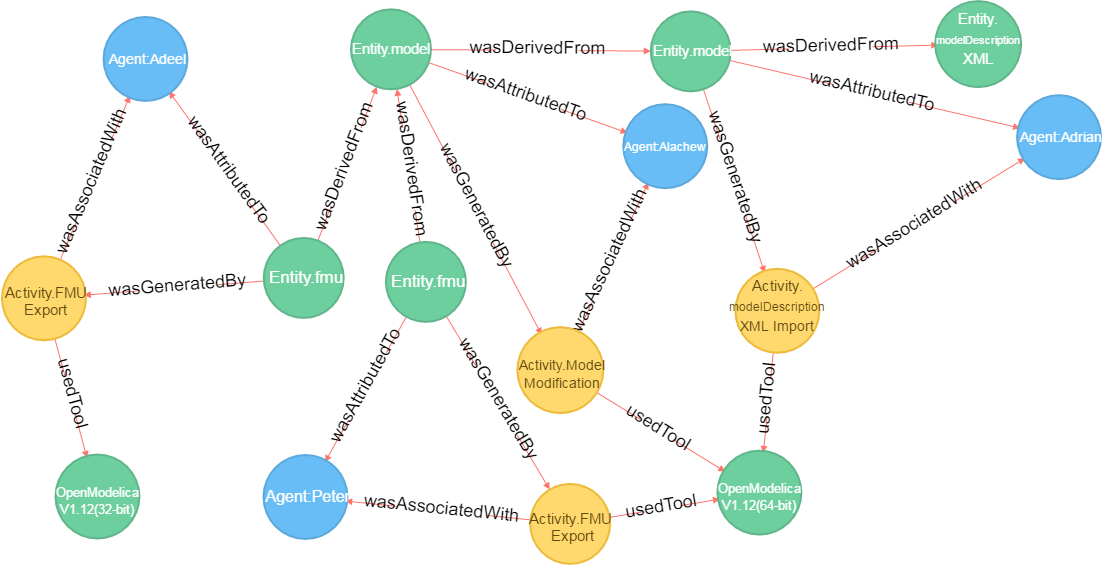 Agent:Adeel
Entity.model
wasDerivedFrom
Entity.model
wasDerivedFrom
Entity.
modelDescription
XML
wasAttributedTo
wasAttributedTo
Agent:Alachew
Agent:Adrian
wasAssociatedWith
wasAttributedTo
wasDerivedFrom
wasDerivedFrom
wasGeneratedBy
wasGeneratedBy
wasAssociatedWith
wasAssociatedWith
Activity.FMU
Export
wasGeneratedBy
Entity.fmu
Entity.fmu
Activity.
modelDescription
XML Import
usedTool
wasAttributedTo
wasGeneratedBy
Activity.Model
Modification
usedTool
usedTool
OpenModelica
V1.12(32-bit)
Agent:Peter
wasAssociatedWith
Activity.FMU
Export
usedTool
OpenModelica
V1.12(64-bit)